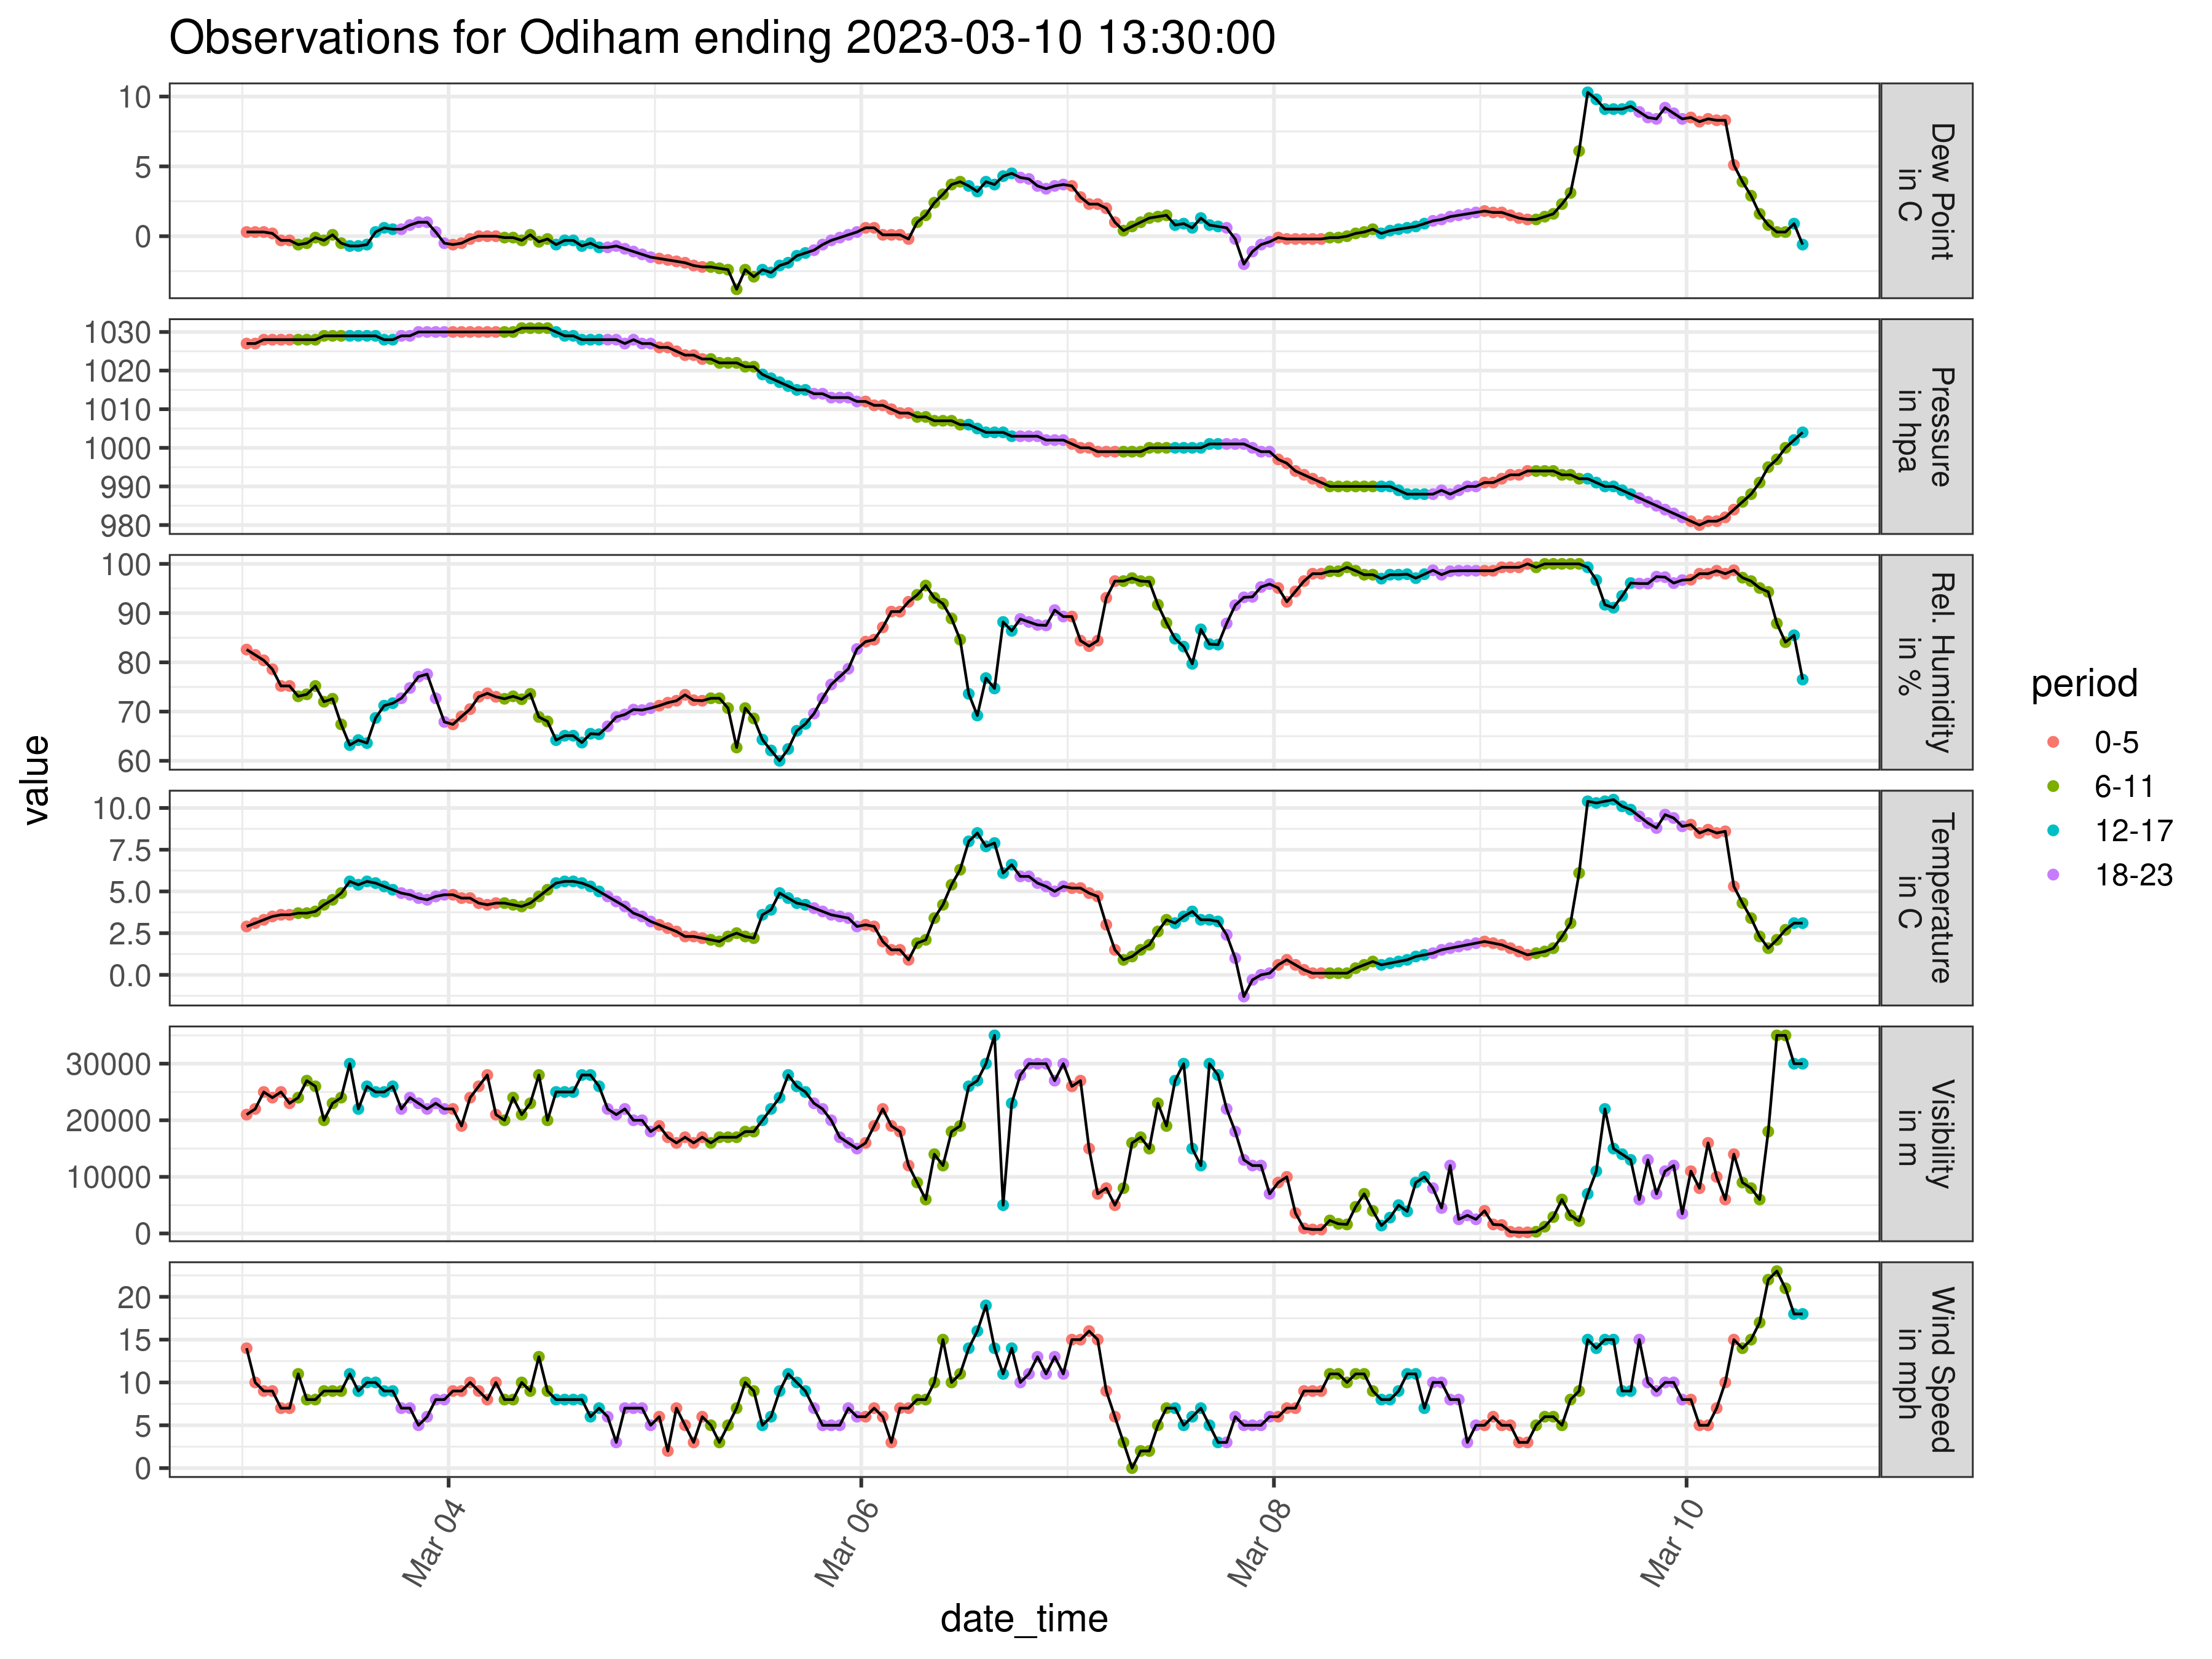 Observations for Odiham ending 2023-03-10 13:30:00
value
10
5
0
Dew Point
in C
1030
1020
1010
1000
990
980
Pressure
in hpa
100
90
80
70
60
Rel. Humidity
in %
10.0
7.5
5.0
2.5
0.0
Temperature
in C
30000
20000
10000
0
Visibility
in m
20
15
10
5
0
Wind Speed
in mph
Mar 04
Mar 06
Mar 08
Mar 10
date_time
period
0-5
6-11
12-17
18-23